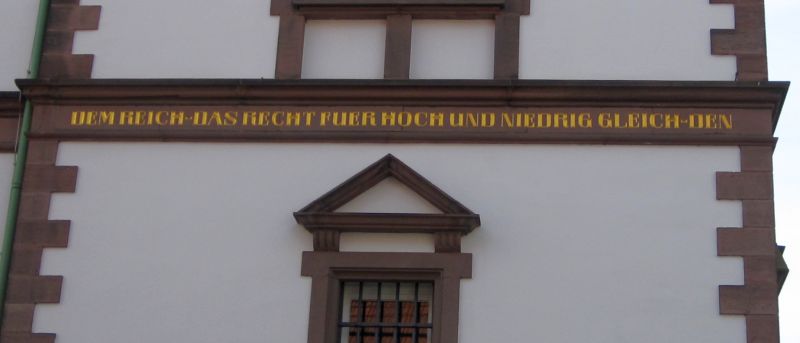 DEM REICH-DAS RECHT FUER HOCH UND NIEDRIG GLEICH-DEN